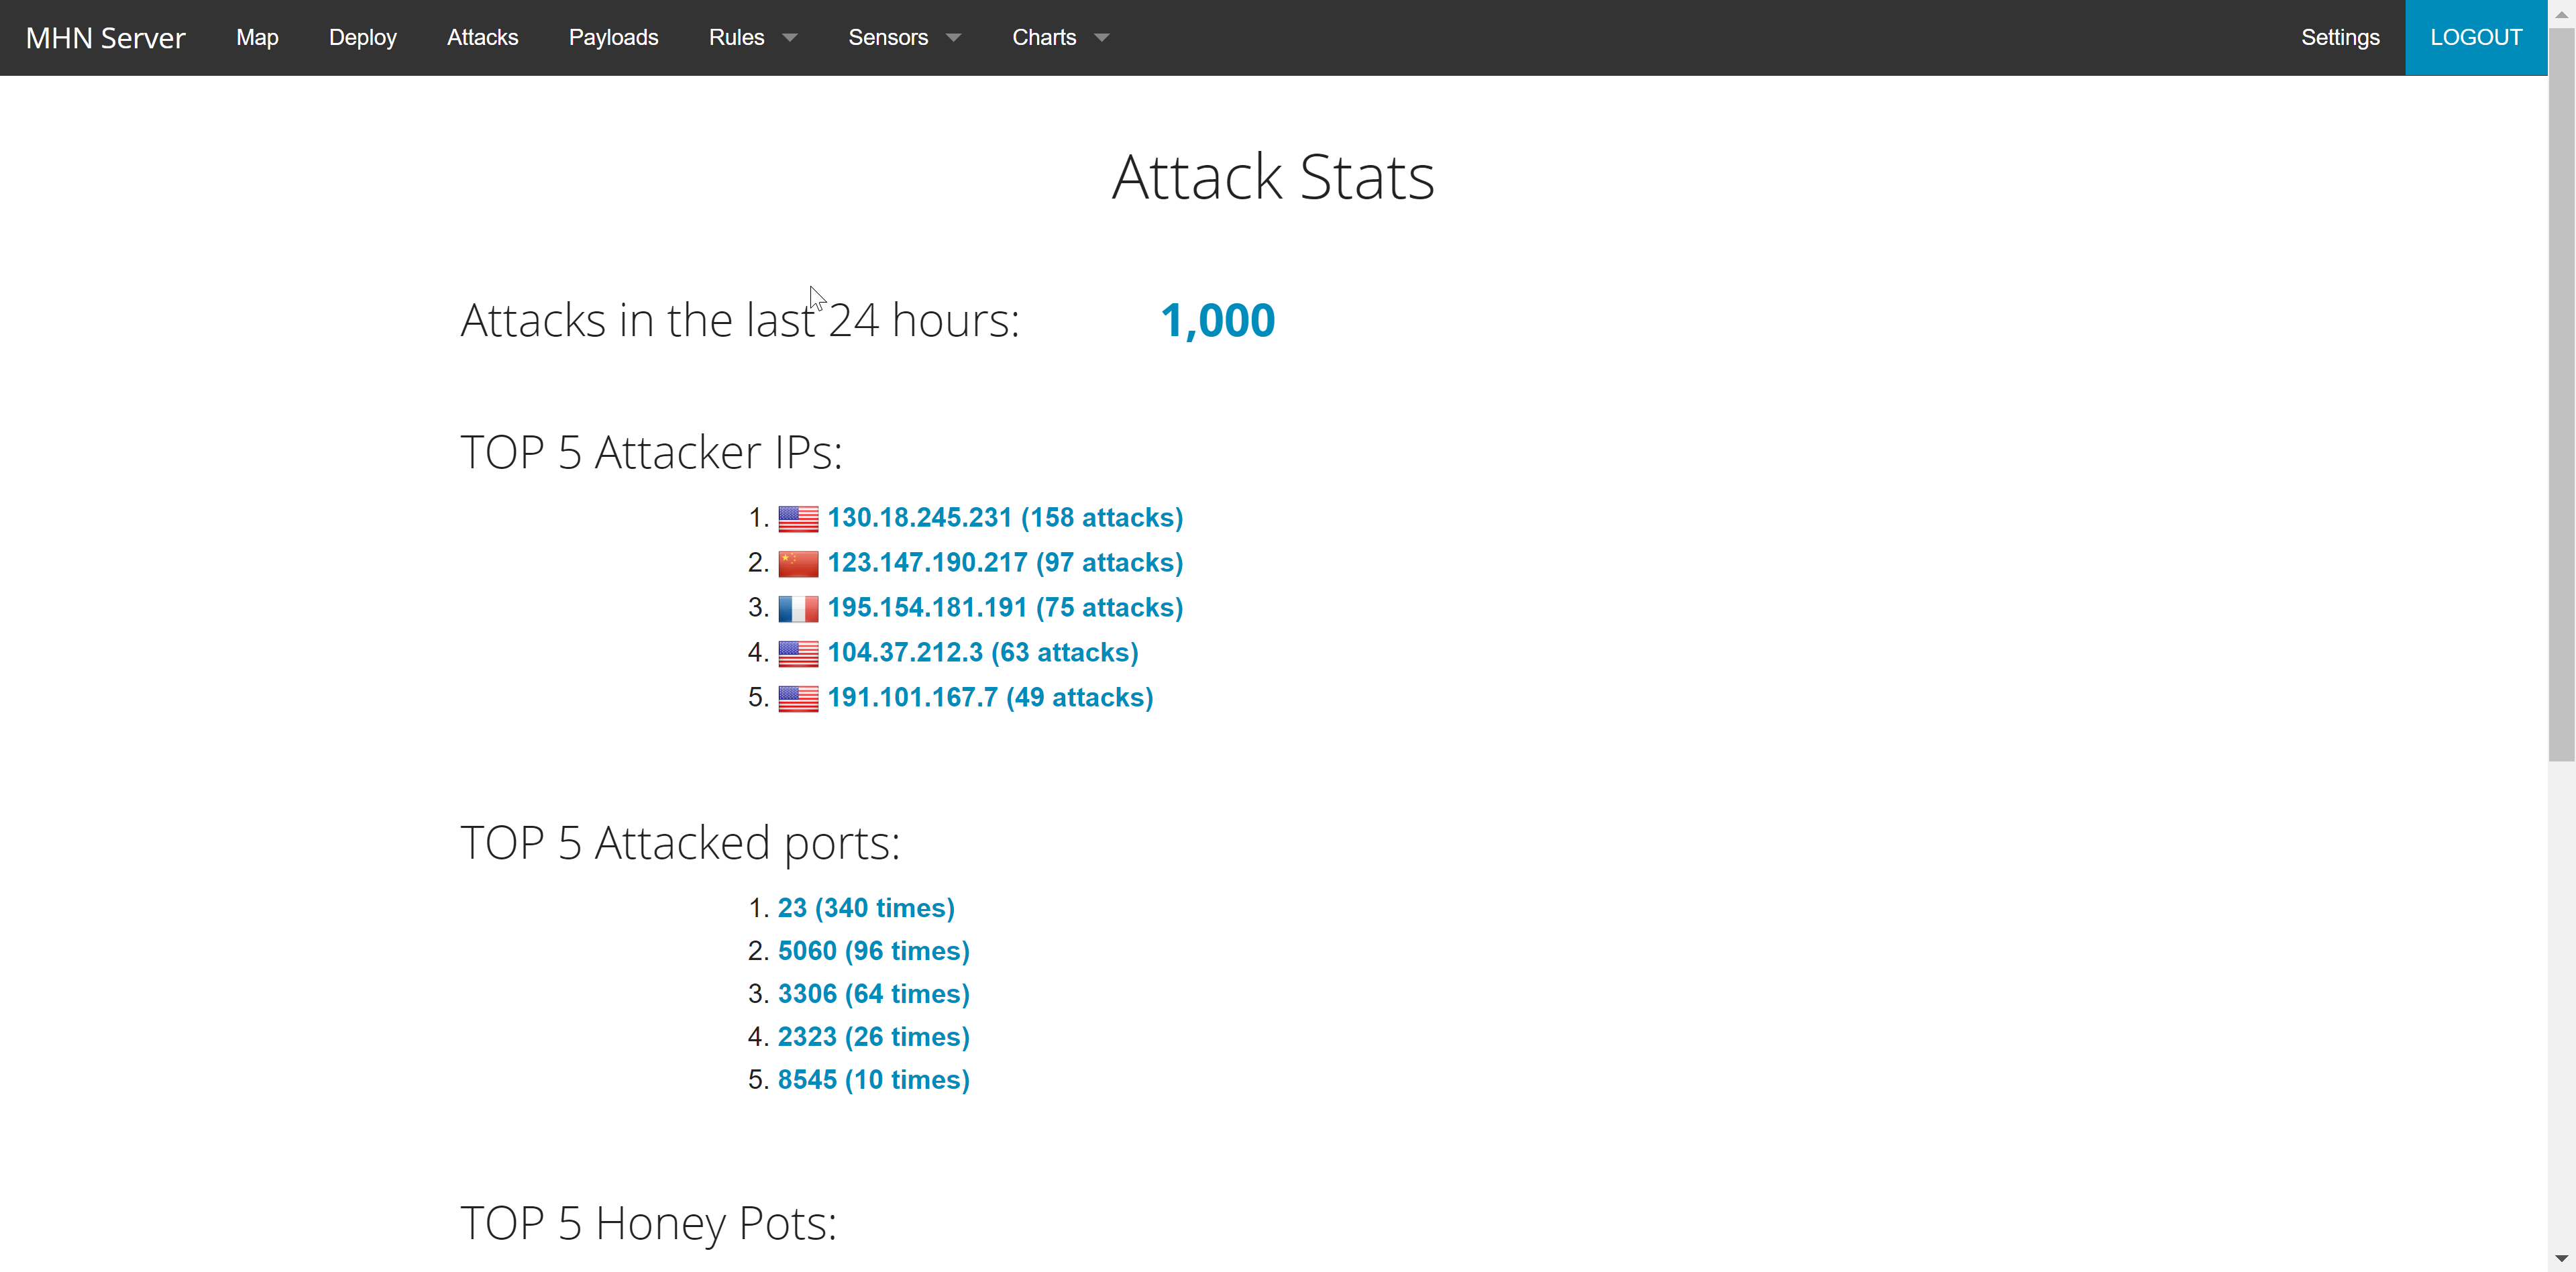 MHN Server Map Deploy Attacks Payloads Rules Sensors Charts Settings LOGOUT
Attack Stats
Attacks in the last 24 hours: 1,000
TOP 5 Attacker IPs:
1. 130.18.245.231 (158 attacks)
2. 123.147.190.217 (97 attacks)
3. 195.154.181.191 (75 attacks)
4. 104.37.212.3 (63 attacks)
5. 191.101.167.7 (49 attacks)
TOP 5 Attacked ports:
1. 23 (340 times)
2. 5060 (96 times)
3. 3306 (64 times)
4. 2323 (26 times)
5. 8545 (10 times)
TOP 5 Honey Pots: